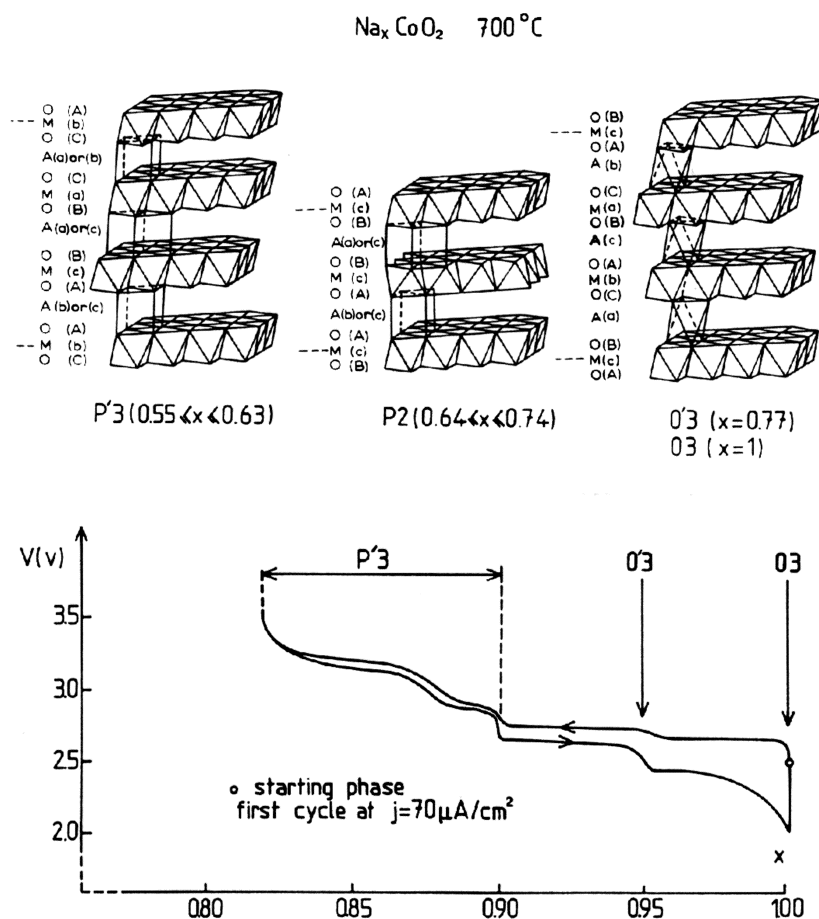 NaₓCoO₂ 700°C
O (A)
M (b)
O (C)
A(a)or(b)
O (C)
M (a)
O (B)
A(a)or(c)
O (B)
M (c)
O (A)
A(b)or(c)
O (A)
M (b)
O (C)
P'3(0.55≤x≤0.63)
O (A)
M (c)
O (B)
A(a)or(c)
O (B)
M (c)
O (A)
A(b)or(c)
O (A)
M (c)
O (B)
P2(0.64≤x≤0.74)
O(B)
M(c)
O(A)
A (b)
O(C)
M(a)
O(B)
A(c)
O(A)
M(b)
O(C)
A(a)
O(B)
M(c)
O(A)
O'3 (x=0.77)
O3 (x=1)
V(v)
P'3
O'3
O3
3.5
3.0
2.5
2.0
o starting phase
first cycle at j=70μA/cm²
x
0.80 0.85 0.90 0.95 1.00